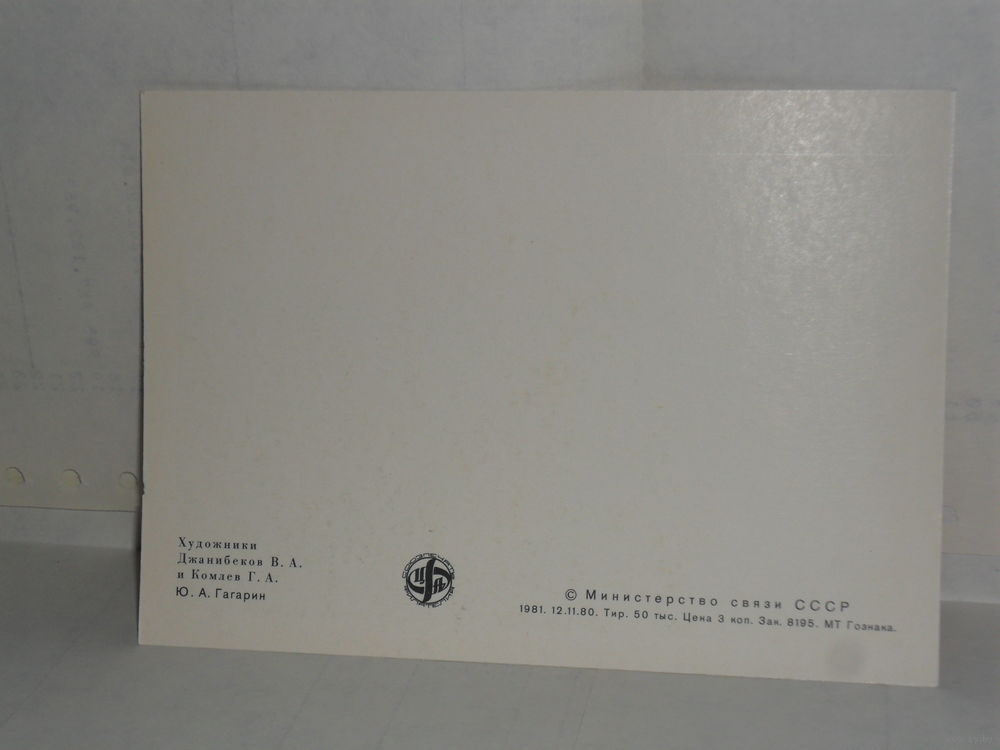 Художники
Джанибеков В. А.
и Комлев Г. А.
Ю. А. Гагарин
ЦФА
© Министерство связи СССР
1981. 12.11.80. Тир. 50 тыс. Цена 3 коп. Зак. 8195. МТ Гознака.